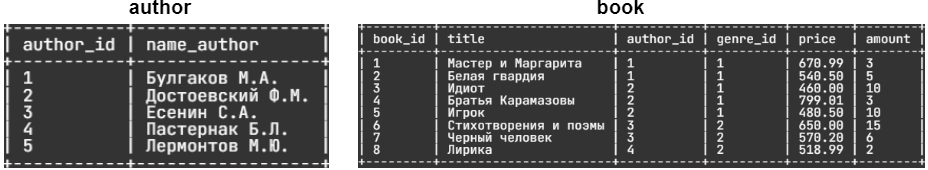 author
author_id | name_author
1 | Булгаков М.А.
2 | Достоевский Ф.М.
3 | Есенин С.А.
4 | Пастернак Б.Л.
5 | Лермонтов М.Ю.
book
book_id | title | author_id | genre_id | price | amount
1 | Мастер и Маргарита | 1 | 1 | 670.99 | 3
2 | Белая гвардия | 1 | 1 | 540.50 | 5
3 | Идиот | 2 | 1 | 460.00 | 10
4 | Братья Карамазовы | 2 | 1 | 799.01 | 3
5 | Игрок | 2 | 1 | 480.50 | 10
6 | Стихотворения и поэмы | 3 | 2 | 650.00 | 15
7 | Черный человек | 3 | 2 | 570.20 | 6
8 | Лирика | 4 | 2 | 518.99 | 2